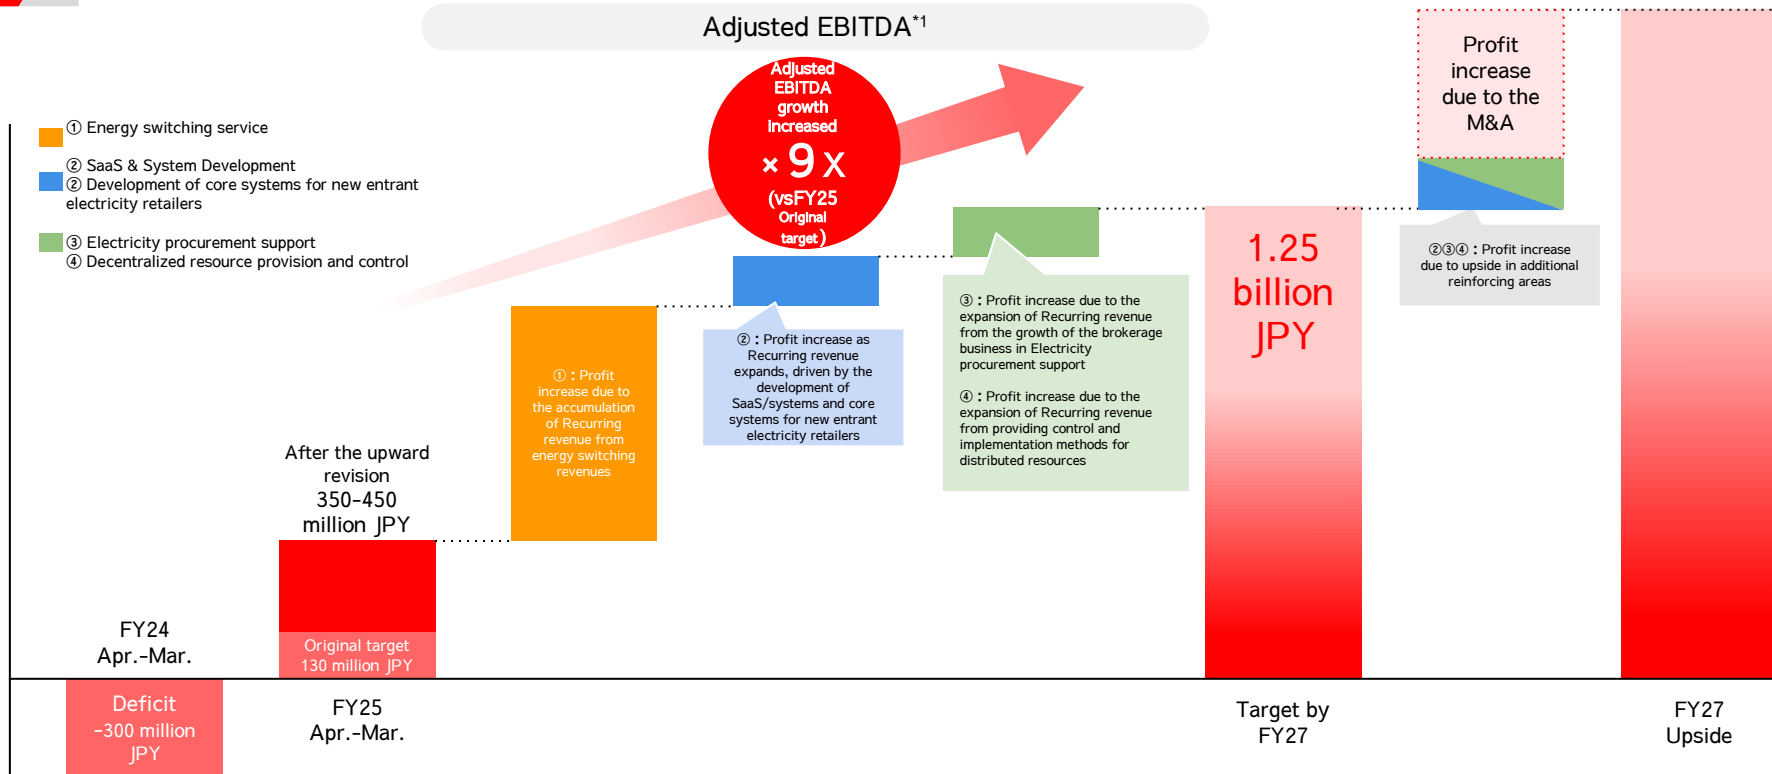 Adjusted EBITDA*1
① Energy switching service
② SaaS & System Development
② Development of core systems for new entrant
electricity retailers
③ Electricity procurement support
④ Decentralized resource provision and control
Adjusted
EBITDA
growth
increased
× 9 X
(vsFY25
Original
target)
Profit
increase
due to the
M&A
②③④ : Profit increase
due to upside in additional
reinforcing areas
1.25
billion
JPY
③ : Profit increase due to the
expansion of Recurring revenue
from the growth of the brokerage
business in Electricity
procurement support
④ : Profit increase due to the
expansion of Recurring revenue
from providing control and
implementation methods for
distributed resources
② : Profit increase as
Recurring revenue
expands, driven by the
development of
SaaS/systems and core
systems for new entrant
electricity retailers
① : Profit
increase due to
the accumulation
of Recurring
revenue from
energy switching
revenues
After the upward
revision
350-450
million JPY
Original target
130 million JPY
FY24
Apr.-Mar.
Deficit
-300 million
JPY
FY25
Apr.-Mar.
Target by
FY27
FY27
Upside